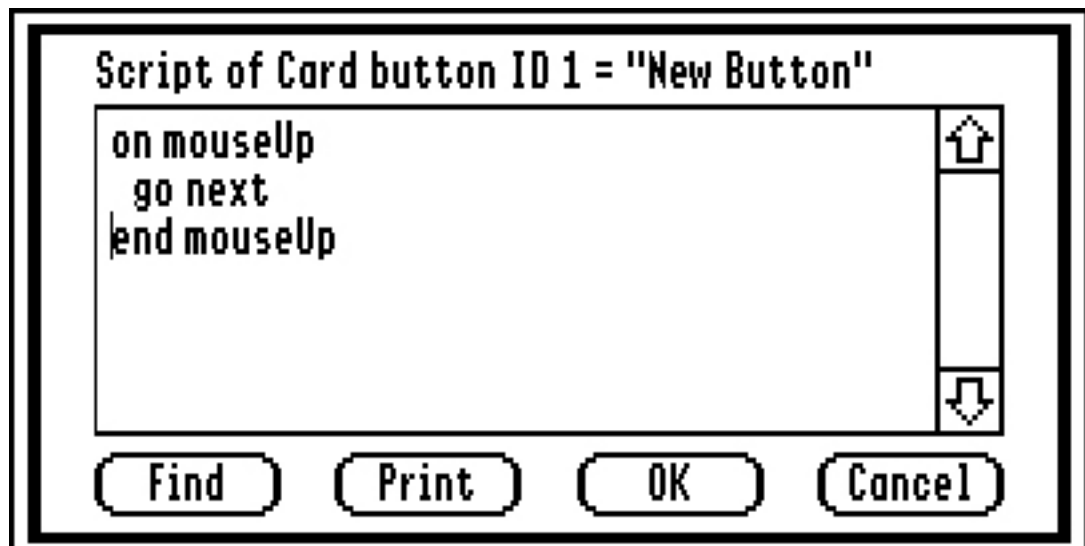 Script of Card button ID 1 = "New Button"
on mouseUp
go next
end mouseUp
Find Print OK Cancel